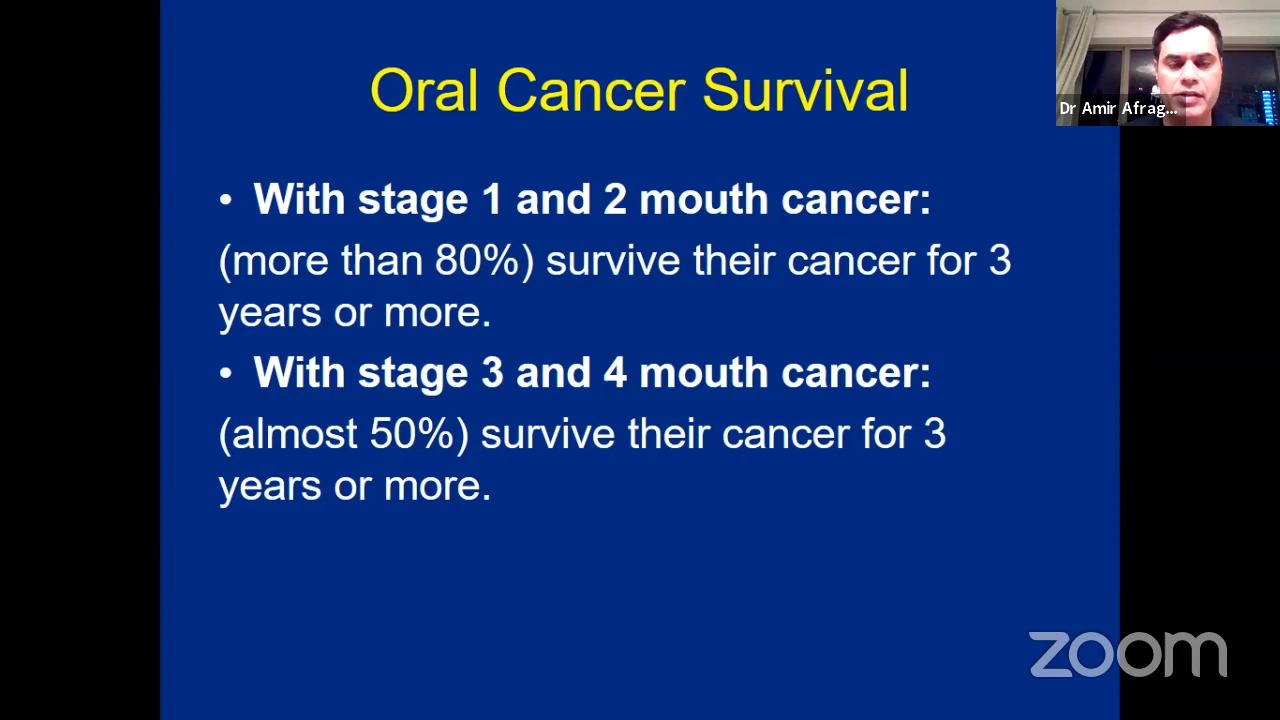 Oral Cancer Survival
Dr Amir Afrag...
• With stage 1 and 2 mouth cancer:
(more than 80%) survive their cancer for 3
years or more.
• With stage 3 and 4 mouth cancer:
(almost 50%) survive their cancer for 3
years or more.
zoom